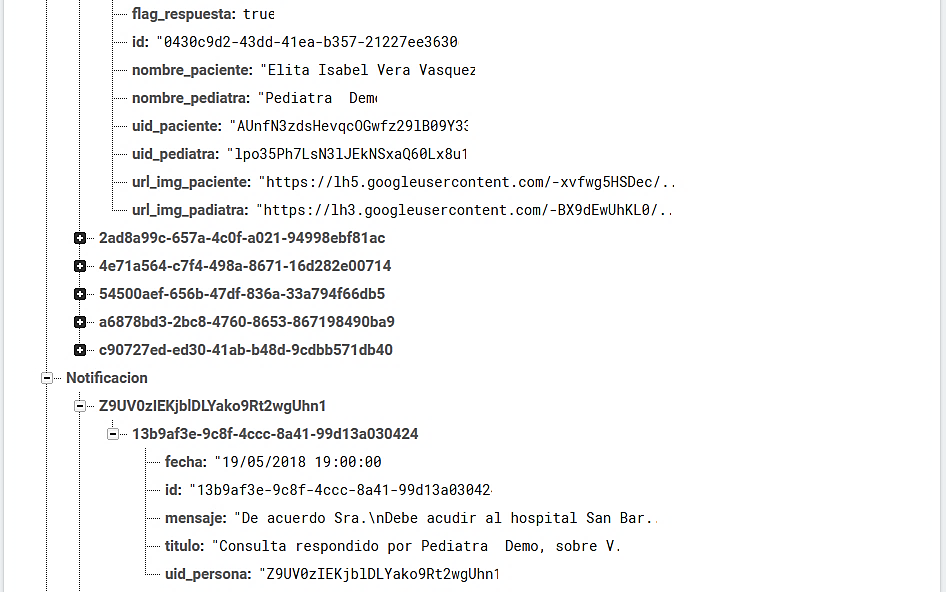 flag_respuesta: true
id: "0430c9d2-43dd-41ea-b357-21227ee3630
nombre_paciente: "Elita Isabel Vera Vasquez
nombre_pediatra: "Pediatra  Demo
uid_paciente: "AUnfN3zdsHevqcOGwfz29lB09Y33
uid_pediatra: "lpo35Ph7LsN3lJEkNSxaQ60Lx8u1
url_img_paciente: "https://lh5.googleusercontent.com/-xvfwg5HSDec/..
url_img_padiatra: "https://lh3.googleusercontent.com/-BX9dEwUhKL0/..
2ad8a99c-657a-4c0f-a021-94998ebf81ac
4e71a564-c7f4-498a-8671-16d282e00714
54500aef-656b-47df-836a-33a794f66db5
a6878bd3-2bc8-4760-8653-867198490ba9
c90727ed-ed30-41ab-b48d-9cdbb571db40
Notificacion
Z9UV0zIEKjblDLYako9Rt2wgUhn1
13b9af3e-9c8f-4ccc-8a41-99d13a030424
fecha: "19/05/2018 19:00:00
id: "13b9af3e-9c8f-4ccc-8a41-99d13a03042
mensaje: "De acuerdo Sra.\nDebe acudir al hospital San Bar..
titulo: "Consulta respondido por Pediatra  Demo, sobre V.
uid_persona: "Z9UV0zIEKjblDLYako9Rt2wgUhn1